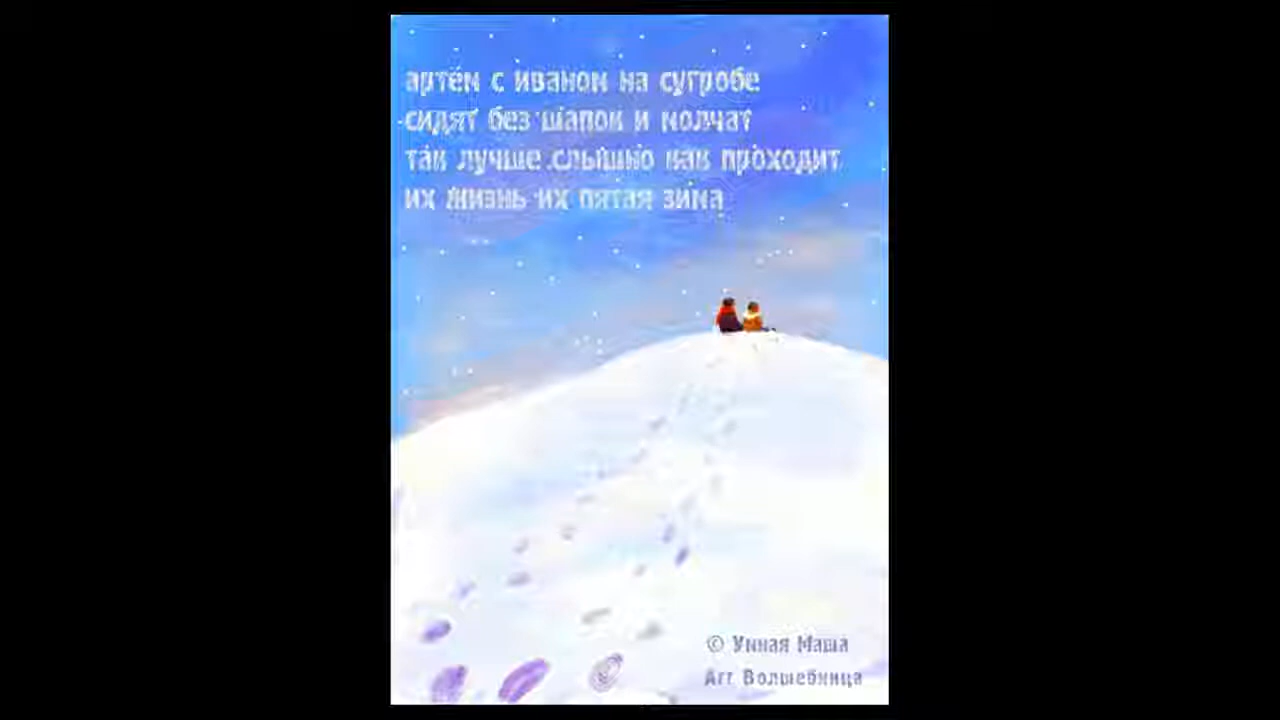 артём с иваном на сугробе
сидят без шапок и молчат
так лучше слышно как проходит
их жизнь их пятая зима
© Умная Маша
Art Волшебница